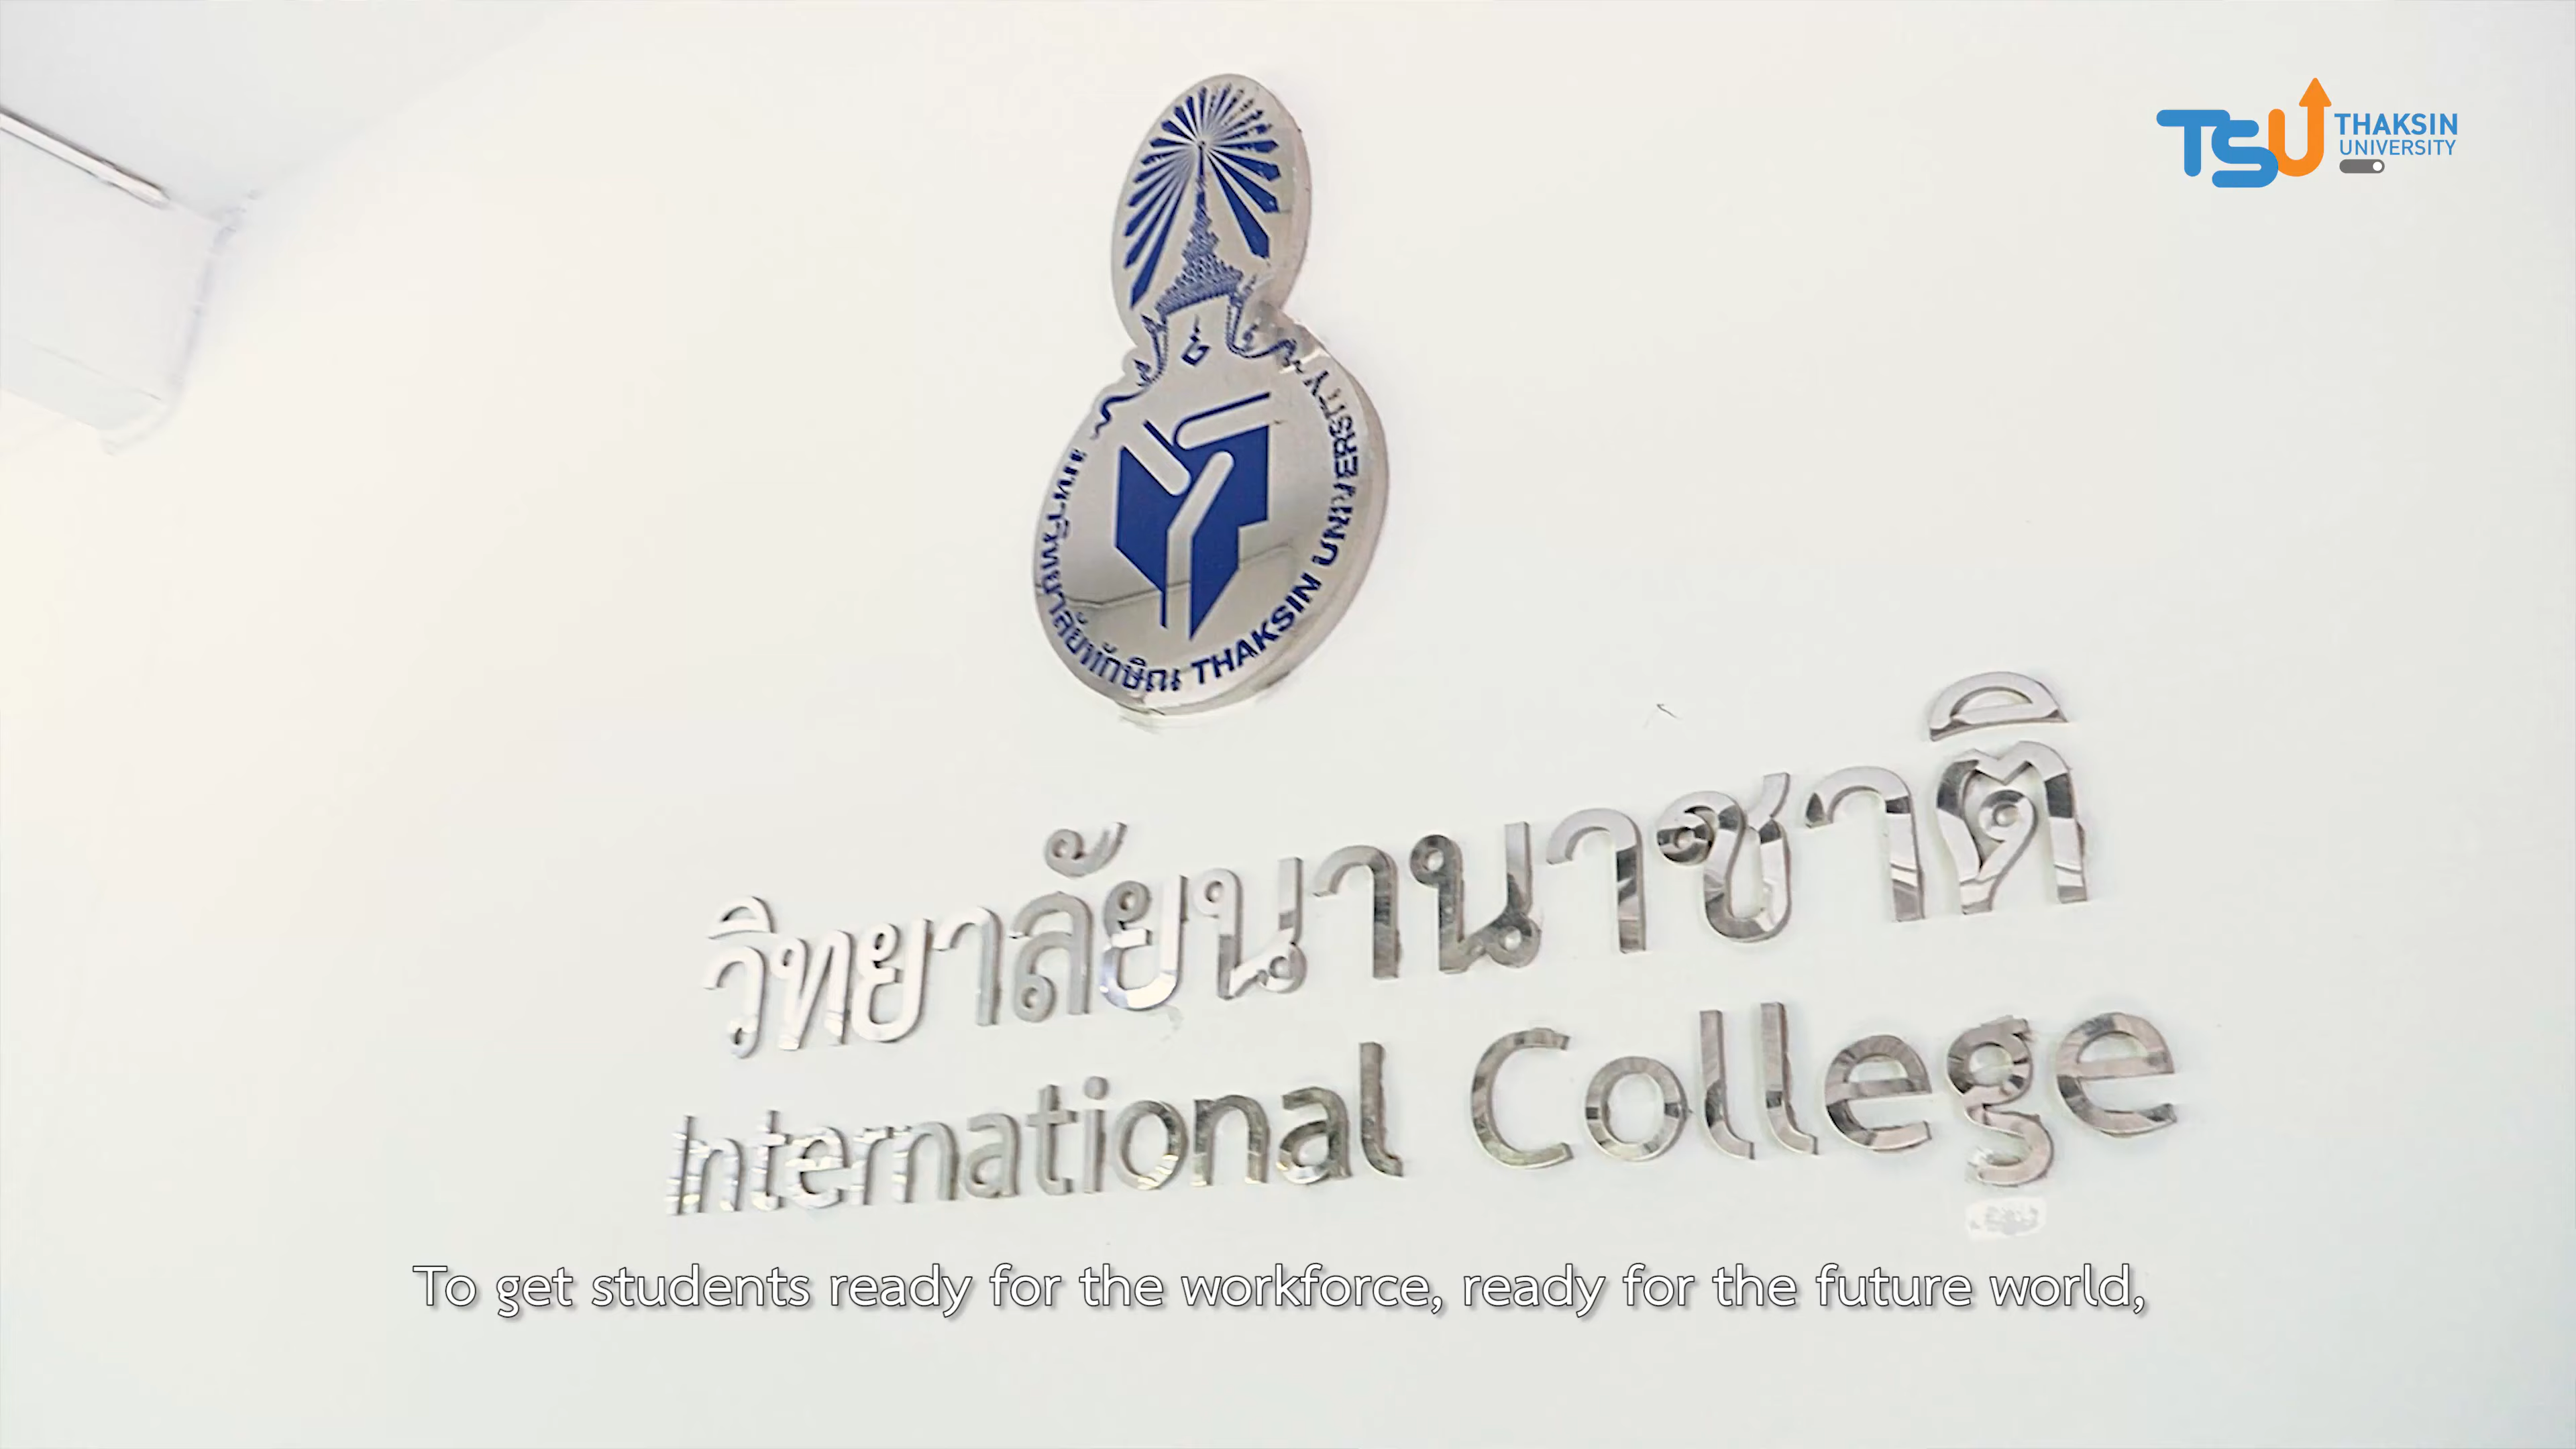 TSU THAKSIN
UNIVERSITY
มหาวิทยาลัยทักษิณ THAKSIN UNIVERSITY
วิทยาลัยนานาชาติ
International College
To get students ready for the workforce, ready for the future world,